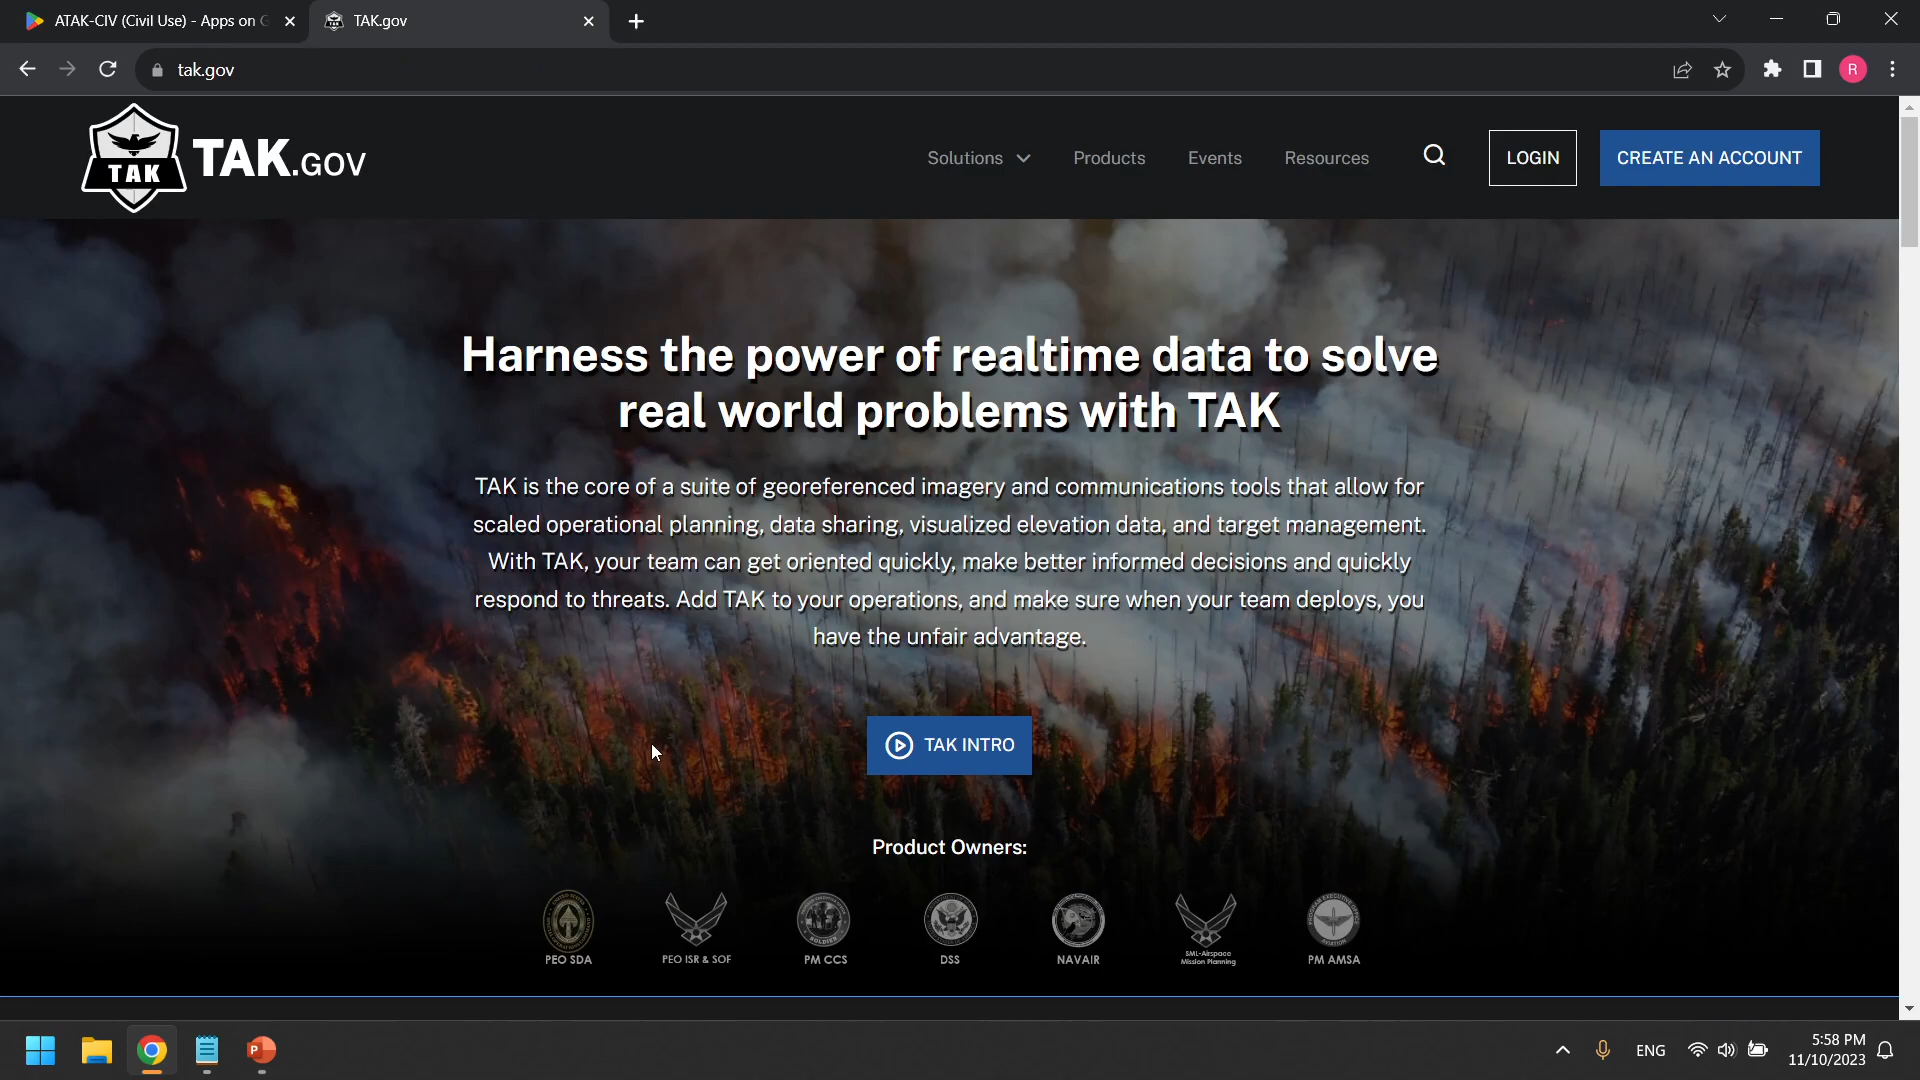 ATAK-CIV (Civil Use) - Apps on G
TAK.gov
tak.gov
R
TAK
TAK.GOV
Solutions
Products
Events
Resources
LOGIN
CREATE AN ACCOUNT
Harness the power of realtime data to solve
real world problems with TAK
TAK is the core of a suite of georeferenced imagery and communications tools that allow for
scaled operational planning, data sharing, visualized elevation data, and target management.
With TAK, your team can get oriented quickly, make better informed decisions and quickly
respond to threats. Add TAK to your operations, and make sure when your team deploys, you
have the unfair advantage.
TAK INTRO
Product Owners:
SOLDIER
PEO SDA
PEO ISR & SOF
PM CCS
DSS
NAVAIR
SML-Airspace
Mission Planning
PM AMSA
P
ENG
5:58 PM
11/10/2023